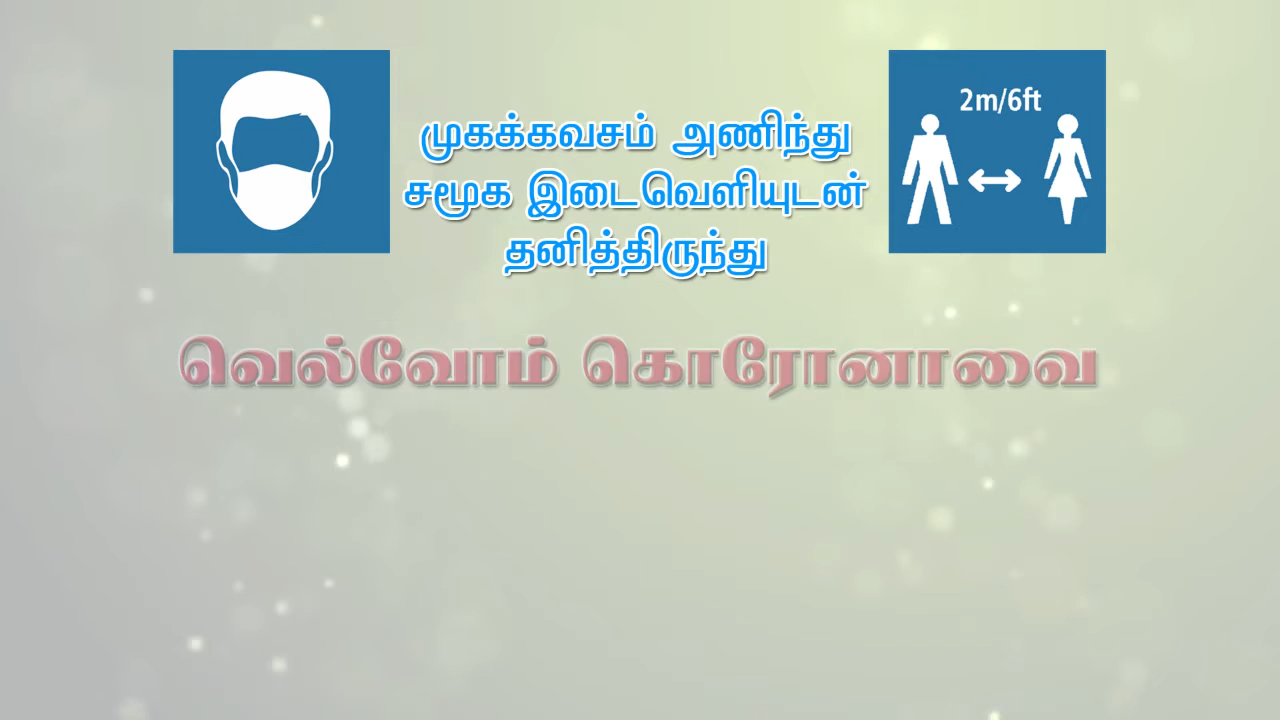 2m/6ft
முகக்கவசம் அணிந்து
சமூக இடைவெளியுடன்
தனித்திருந்து
வெல்வோம் கொரோனாவை